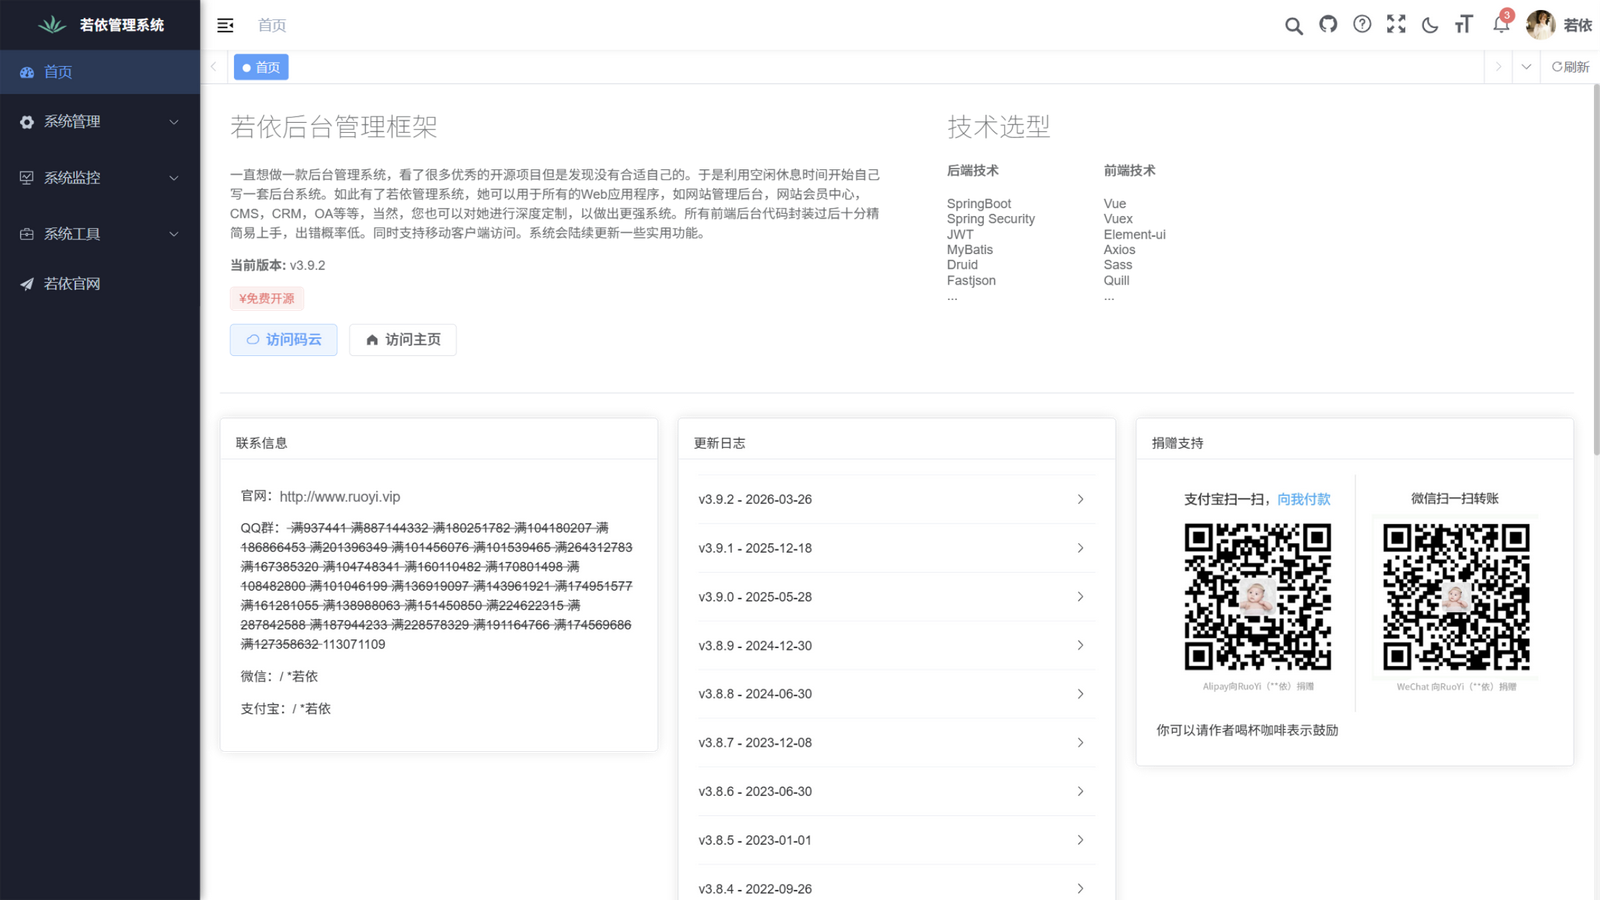 若依管理系统
首页
3
若依
首页
系统管理
系统监控
系统工具
若依官网
首页
刷新
若依后台管理框架
一直想做一款后台管理系统，看了很多优秀的开源项目但是发现没有合适自己的。于是利用空闲休息时间开始自己
写一套后台系统。如此有了若依管理系统，她可以用于所有的Web应用程序，如网站管理后台，网站会员中心，
CMS，CRM，OA等等，当然，您也可以对她进行深度定制，以做出更强系统。所有前端后台代码封装过后十分精
简易上手，出错概率低。同时支持移动客户端访问。系统会陆续更新一些实用功能。
当前版本: v3.9.2
¥免费开源
访问码云
访问主页
技术选型
后端技术
SpringBoot
Spring Security
JWT
MyBatis
Druid
Fastjson
...
前端技术
Vue
Vuex
Element-ui
Axios
Sass
Quill
...
联系信息
官网：http://www.ruoyi.vip
QQ群： 满937441 满887144332 满180251782 满104180207 满
186866453 满201396349 满101456076 满101539465 满264312783
满167385320 满104748341 满160110482 满170801498 满
108482800 满101046199 满136919097 满143961921 满174951577
满161281055 满138988063 满151450850 满224622315 满
287842588 满187944233 满228578329 满191164766 满174569686
满127358632 113071109
微信：/ *若依
支付宝：/ *若依
更新日志
v3.9.2 - 2026-03-26
v3.9.1 - 2025-12-18
v3.9.0 - 2025-05-28
v3.8.9 - 2024-12-30
v3.8.8 - 2024-06-30
v3.8.7 - 2023-12-08
v3.8.6 - 2023-06-30
v3.8.5 - 2023-01-01
v3.8.4 - 2022-09-26
捐赠支持
支付宝扫一扫，向我付款
Alipay向RuoYi（**依）捐赠
微信扫一扫转账
WeChat 向RuoYi（**依）捐赠
你可以请作者喝杯咖啡表示鼓励